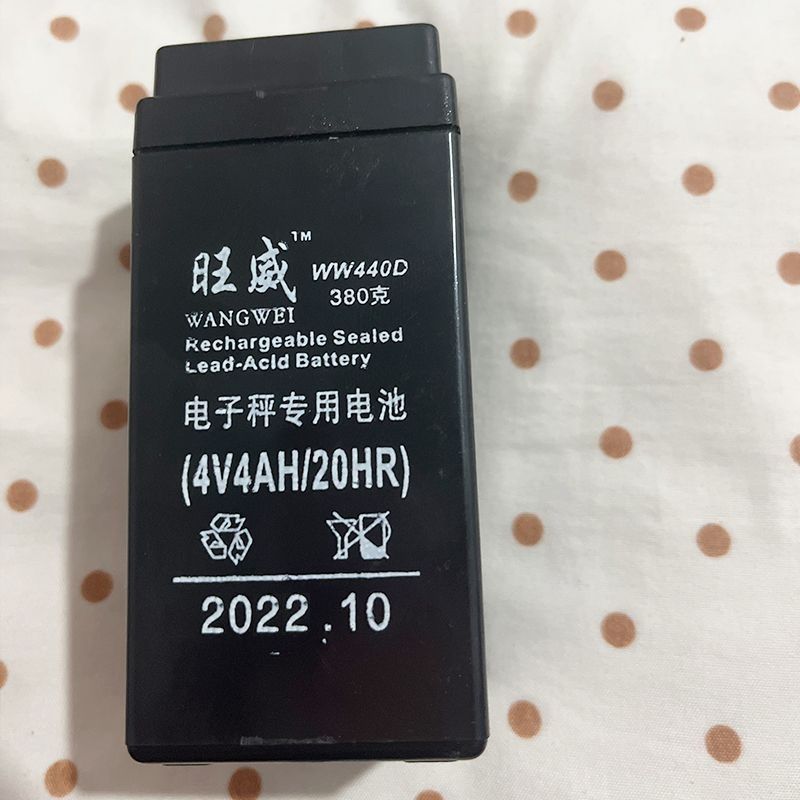 旺威™
WW440D
380克
WANGWEI
Rechargeable Sealed
Lead-Acid Battery
电子秤专用电池
(4V4AH/20HR)
2022.10